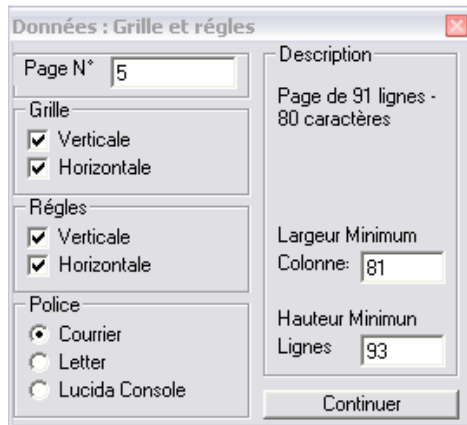 Données : Grille et régles
Page N° 5
Grille
Verticale
Horizontale
Régles
Verticale
Horizontale
Police
Courrier
Letter
Lucida Console
Description
Page de 91 lignes -
80 caractères
Largeur Minimum
Colonne: 81
Hauteur Minimun
Lignes 93
Continuer